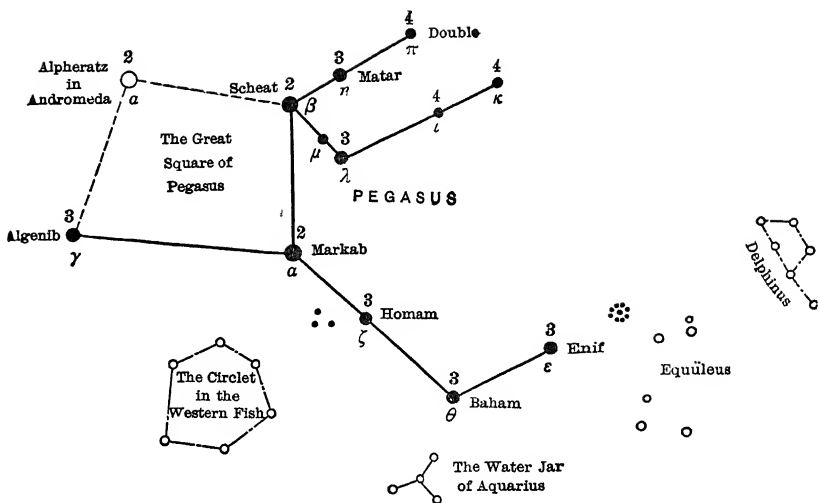 4
π
Double
3
η
Matar
4
κ
4
ι
2
Alpheratz
in
Andromeda
α
Scheat
2
β
μ
3
λ
The Great
Square of
Pegasus
PEGASUS
3
Algenib
γ
2
Markab
α
Delphinus
3
Homam
ζ
3
Enif
ε
Equüleus
The Circlet
in the
Western Fish
3
Baham
θ
The Water Jar
of Aquarius